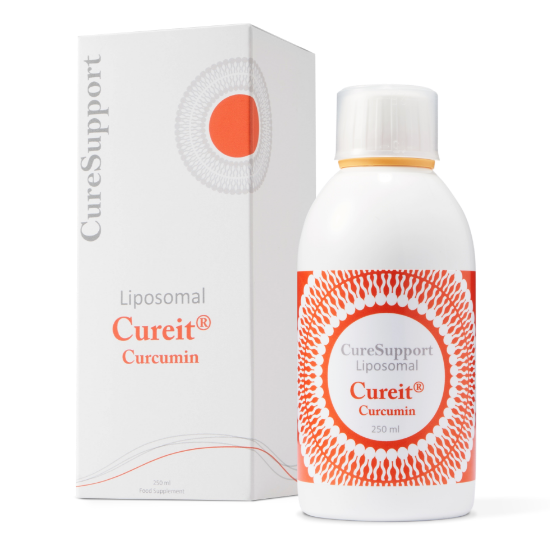 CureSupport
Liposomal
Cureit®
Curcumin
250 ml
Food Supplement
CureSupport
Liposomal
Cureit®
Curcumin
250 ml